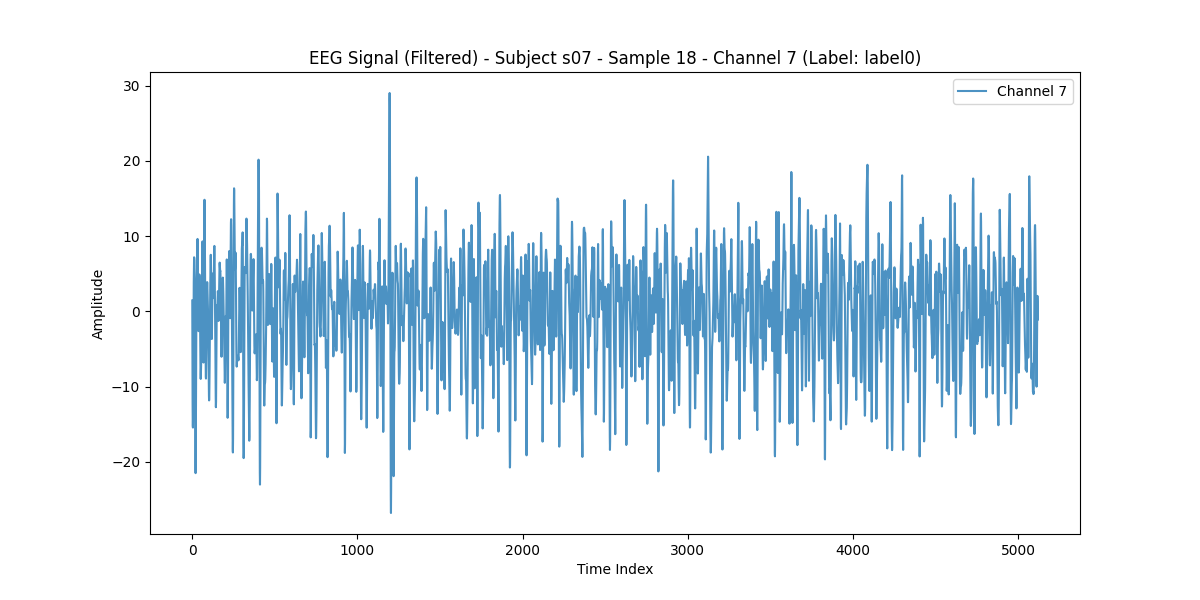 EEG Signal (Filtered) - Subject s07 - Sample 18 - Channel 7 (Label: label0)
Channel 7
30
20
10
0
−10
−20
Amplitude
0 1000 2000 3000 4000 5000
Time Index